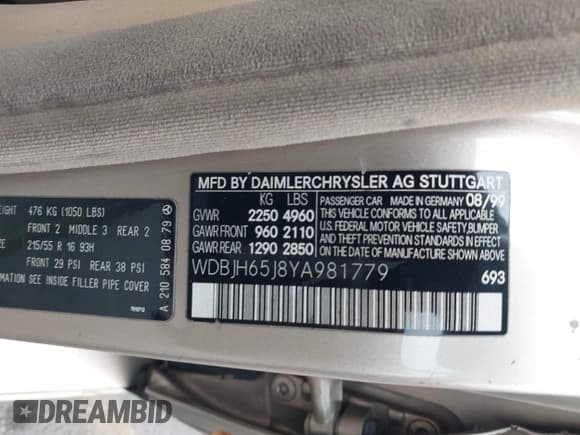 EIGHT 476 KG (1050 LBS)
FRONT 2 MIDDLE 3 REAR 2
ZE 215/55 R 16 93H
FRONT 29 PSI REAR 38 PSI
RMATION SEE INSIDE FILLER PIPE COVER
A 210 584 08 79
MFD BY DAIMLERCHRYSLER AG STUTTGART
KG LBS
GVWR 2250 4960
GAWR FRONT 960 2110
GAWR REAR 1290 2850
PASSENGER CAR MADE IN GERMANY 08/99
THIS VEHICLE CONFORMS TO ALL APPLICABLE
U.S. FEDERAL MOTOR VEHICLE SAFETY, BUMPER
AND THEFT PREVENTION STANDARDS IN EFFECT
ON THE DATE OF MANUFACTURE SHOWN ABOVE
WDBJH65J8YA981779
693
DREAMBID